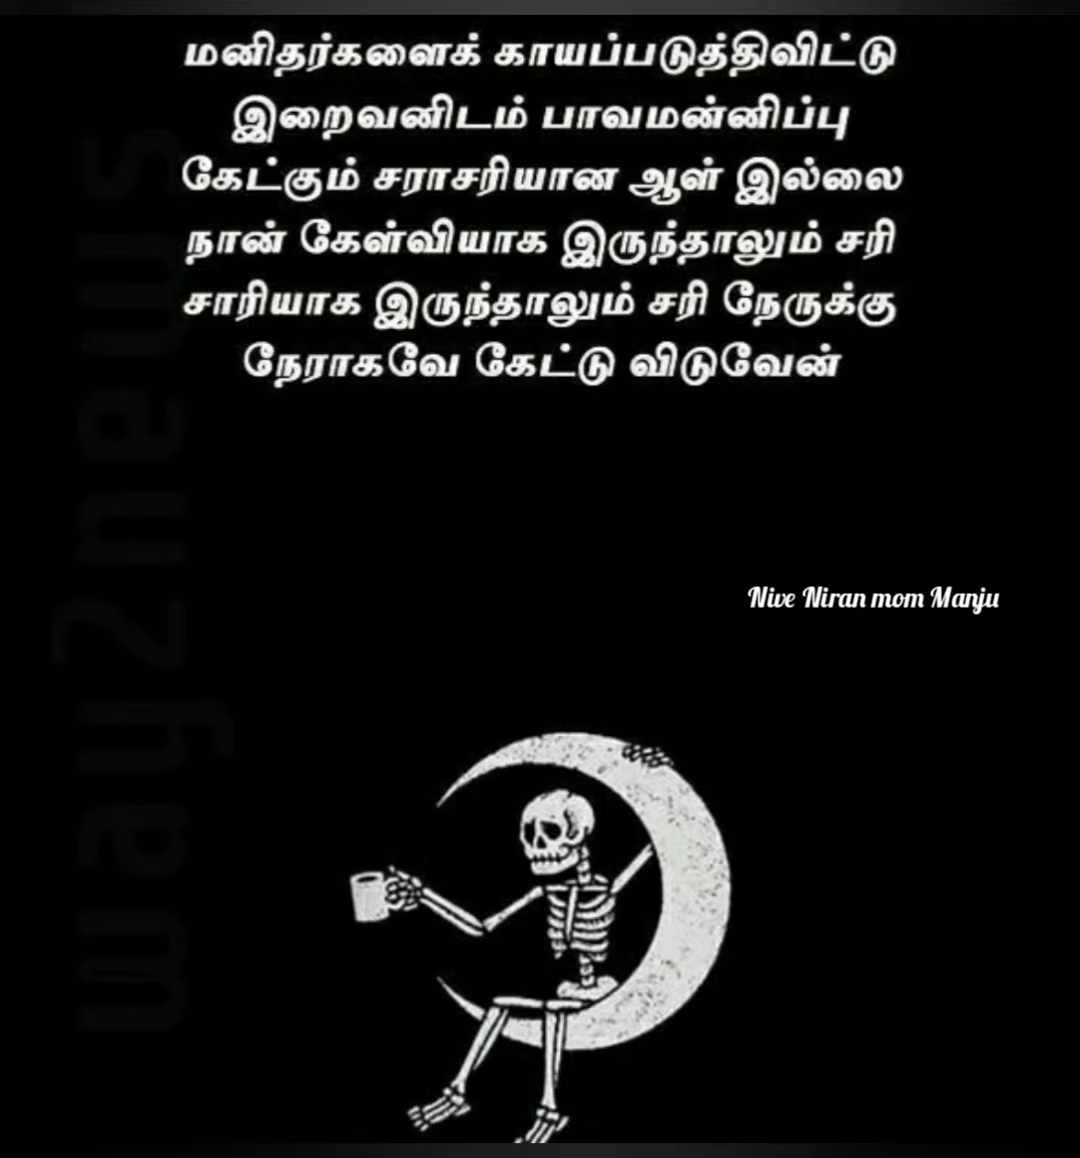 மனிதர்களைக் காயப்படுத்திவிட்டு
இறைவனிடம் பாவமன்னிப்பு
கேட்கும் சராசரியான ஆள் இல்லை
நான் கேள்வியாக இருந்தாலும் சரி
சாரியாக இருந்தாலும் சரி நேருக்கு
நேராகவே கேட்டு விடுவேன்
Nive Niran mom Manju
way2news